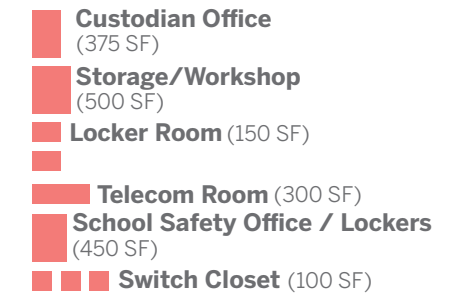 Custodian Office
(375 SF)
Storage/Workshop
(500 SF)
Locker Room (150 SF)
Telecom Room (300 SF)
School Safety Office / Lockers
(450 SF)
Switch Closet (100 SF)